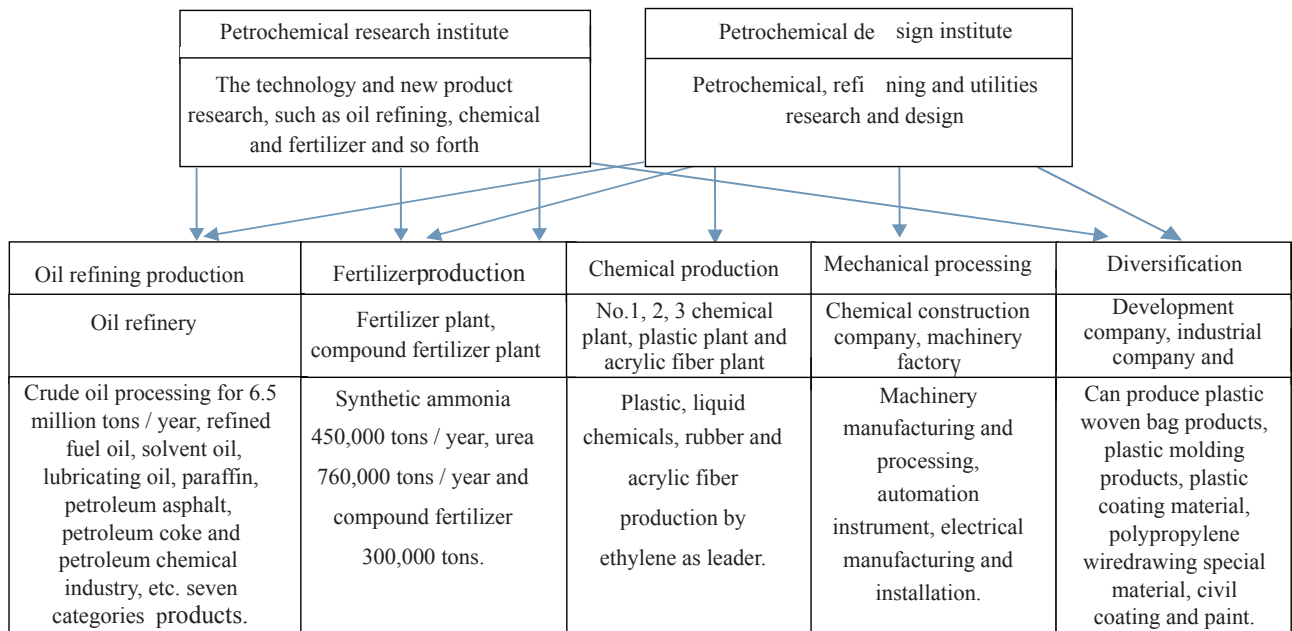 Petrochemical research institute
The technology and new product
research, such as oil refining, chemical
and fertilizer and so forth
Petrochemical de sign institute
Petrochemical, refi ning and utilities
research and design
Oil refining production
Fertilizerproduction
Chemical production
Mechanical processing
Diversification
Oil refinery
Fertilizer plant,
compound fertilizer plant
No.1, 2, 3 chemical
plant, plastic plant and
acrylic fiber plant
Chemical construction
company, machinery
factory
Development
company, industrial
company and
Crude oil processing for 6.5
million tons / year, refined
fuel oil, solvent oil,
lubricating oil, paraffin,
petroleum asphalt,
petroleum coke and
petroleum chemical
industry, etc. seven
categories products.
Synthetic ammonia
450,000 tons / year, urea
760,000 tons / year and
compound fertilizer
300,000 tons.
Plastic, liquid
chemicals, rubber and
acrylic fiber
production by
ethylene as leader.
Machinery
manufacturing and
processing,
automation
instrument, electrical
manufacturing and
installation.
Can produce plastic
woven bag products,
plastic molding
products, plastic
coating material,
polypropylene
wiredrawing special
material, civil
coating and paint.